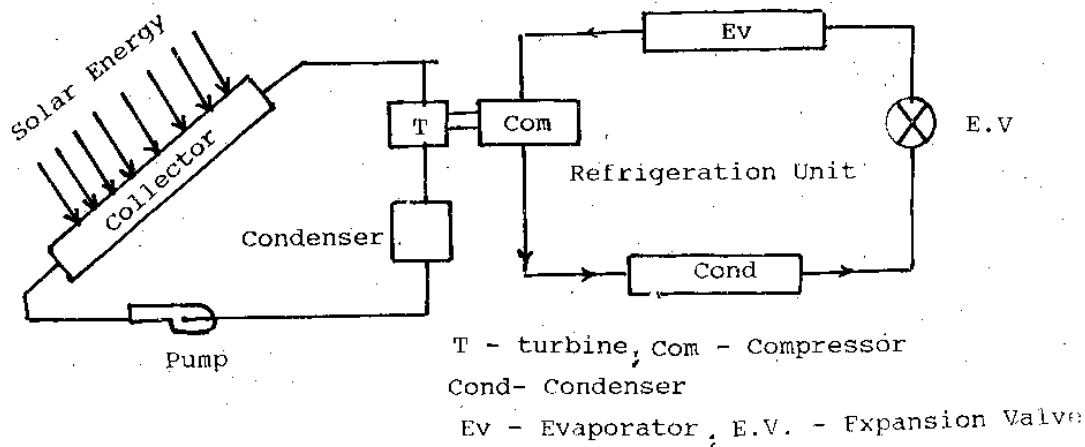 Solar Energy
Collector
T
Com
Ev
E.V
Refrigeration Unit
Condenser
Cond
Pump
T - turbine, Com - Compressor
Cond- Condenser
Ev - Evaporator, E.V. - Fxpansion Valve